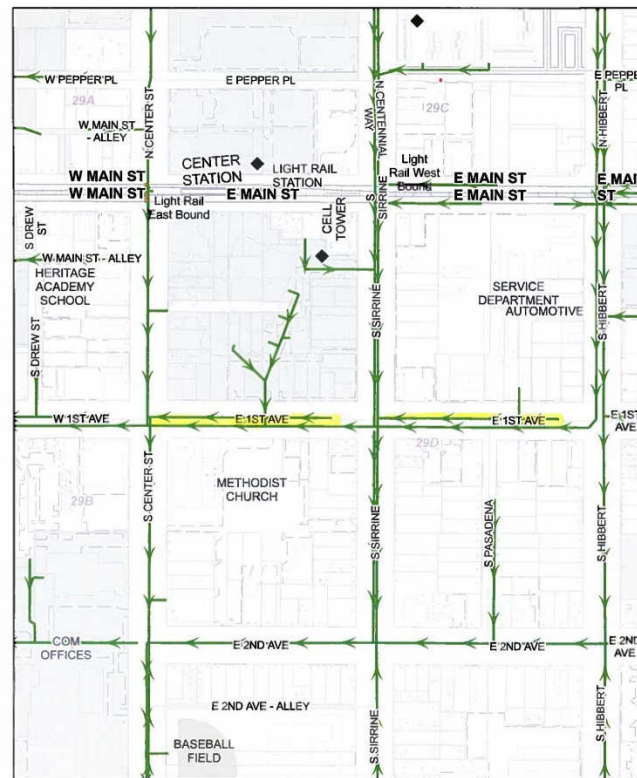 W PEPPER PL
E PEPPER PL
E PEPPER
PL
29A
29C
N CENTER ST
N CENTENNIAL
WAY
N HIBBERT
W MAIN ST
- ALLEY
CENTER
STATION
LIGHT RAIL
STATION
Light
Rail West
Bound
W MAIN ST
W MAIN ST
E MAIN ST
E MAIN ST
E MAIN ST
E MAIN
ST
Light Rail
East Bound
S DREW
ST
CELL
TOWER
S
SIRRINE
W MAIN ST - ALLEY
HERITAGE
ACADEMY
SCHOOL
SERVICE
DEPARTMENT
AUTOMOTIVE
S SIRRINE
S HIBBERT
S DREW ST
W 1ST AVE
E 1ST AVE
E 1ST AVE
E 1ST
AVE
29D
29B
S CENTER ST
METHODIST
CHURCH
S SIRRINE
S PASADENA
S HIBBERT
COM
OFFICES
E 2ND AVE
E 2ND AVE
E 2ND
AVE
E 2ND AVE - ALLEY
BASEBALL
FIELD
S SIRRINE
S HIBBERT